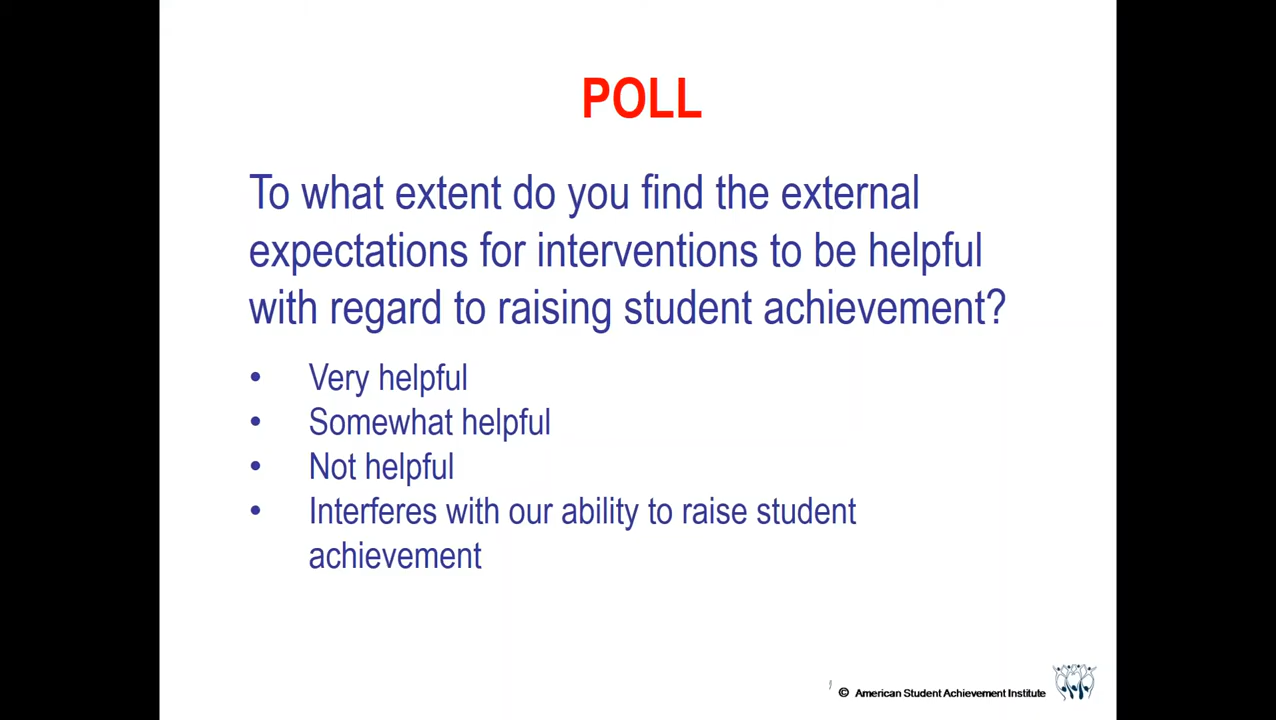 POLL
To what extent do you find the external
expectations for interventions to be helpful
with regard to raising student achievement?
• Very helpful
• Somewhat helpful
• Not helpful
• Interferes with our ability to raise student
achievement
© American Student Achievement Institute